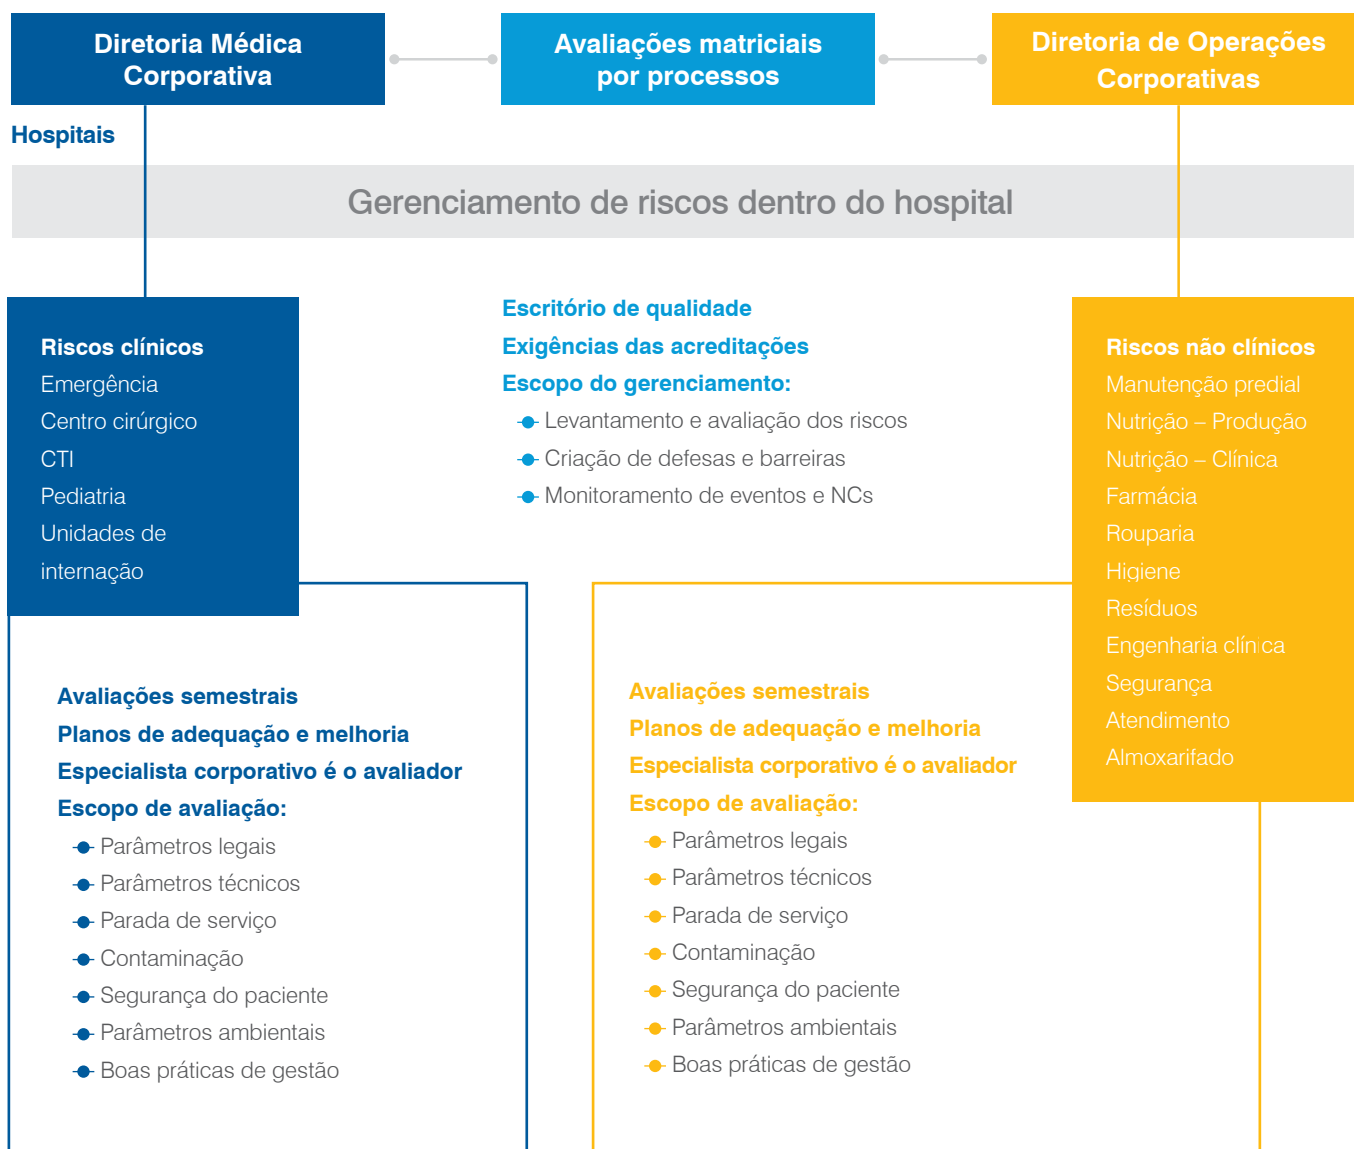 Diretoria Médica
Corporativa
Avaliações matriciais
por processos
Diretoria de Operações
Corporativas
Hospitais
Gerenciamento de riscos dentro do hospital
Riscos clínicos
Emergência
Centro cirúrgico
CTI
Pediatria
Unidades de
internação
Escritório de qualidade
Exigências das acreditações
Escopo do gerenciamento:
Levantamento e avaliação dos riscos
Criação de defesas e barreiras
Monitoramento de eventos e NCs
Riscos não clínicos
Manutenção predial
Nutrição – Produção
Nutrição – Clínica
Farmácia
Rouparia
Higiene
Resíduos
Engenharia clínica
Segurança
Atendimento
Almoxarifado
Avaliações semestrais
Planos de adequação e melhoria
Especialista corporativo é o avaliador
Escopo de avaliação:
Parâmetros legais
Parâmetros técnicos
Parada de serviço
Contaminação
Segurança do paciente
Parâmetros ambientais
Boas práticas de gestão
Avaliações semestrais
Planos de adequação e melhoria
Especialista corporativo é o avaliador
Escopo de avaliação:
Parâmetros legais
Parâmetros técnicos
Parada de serviço
Contaminação
Segurança do paciente
Parâmetros ambientais
Boas práticas de gestão